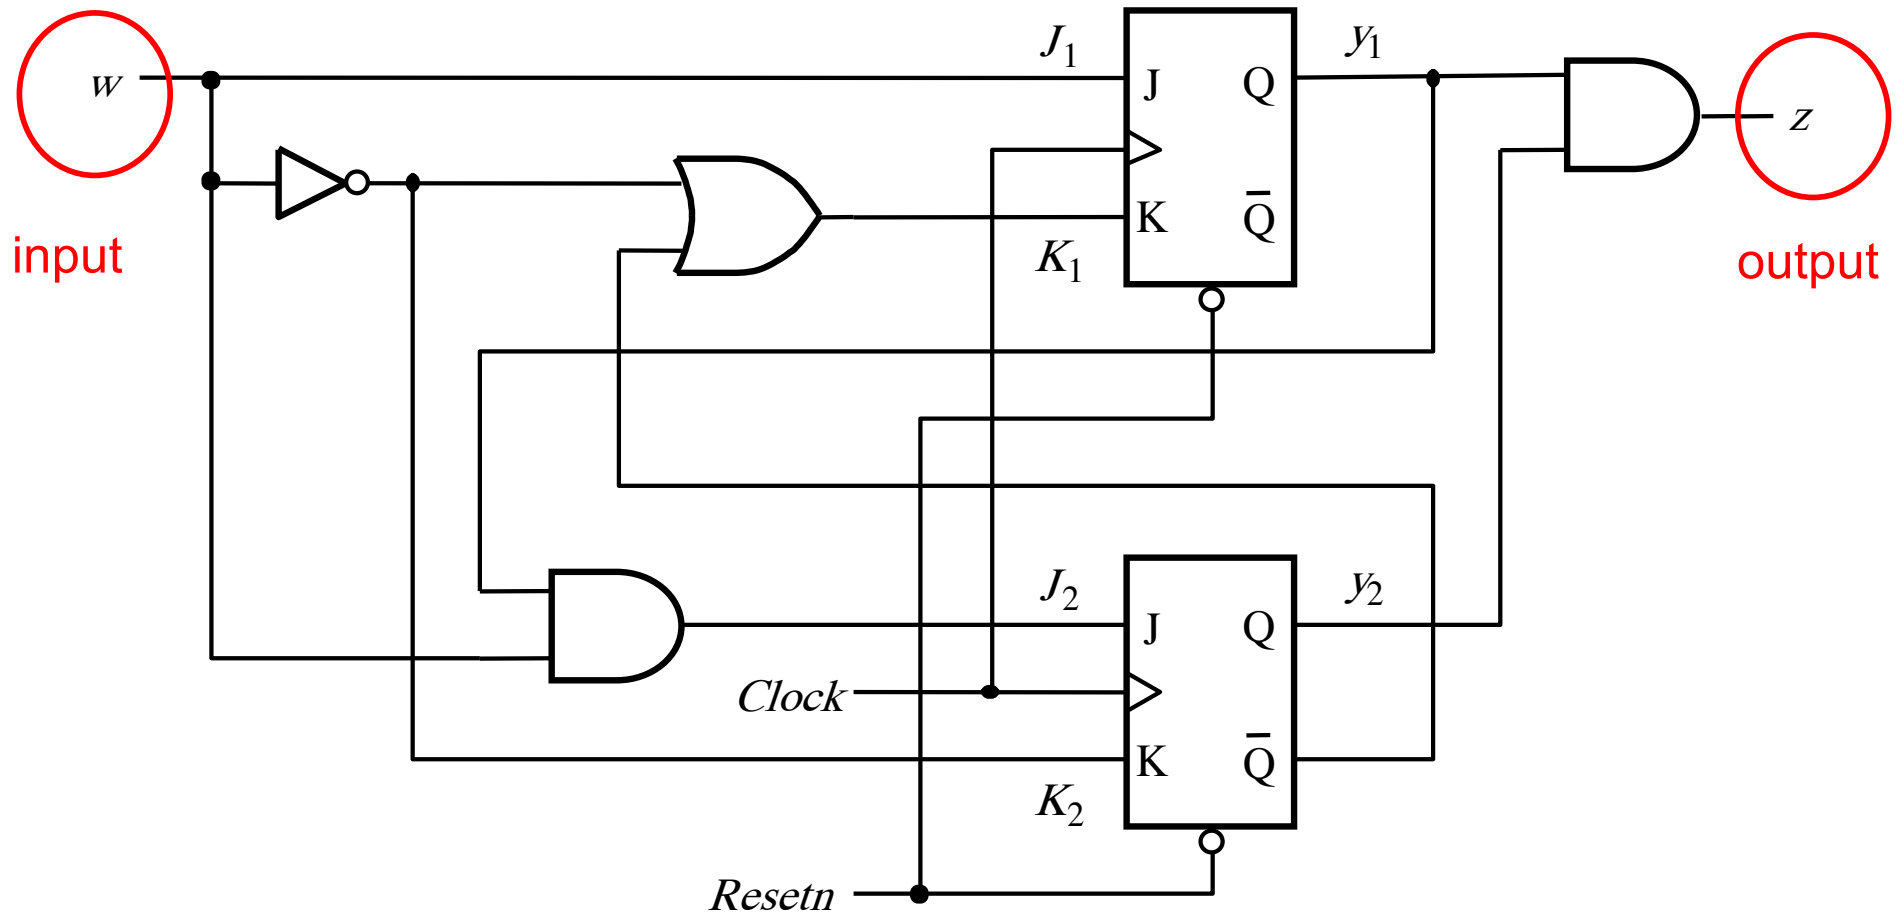 w
input
J1
J
Q
y1
K
Q̅
K1
z
output
J2
J
Q
y2
Clock
K
Q̅
K2
Resetn